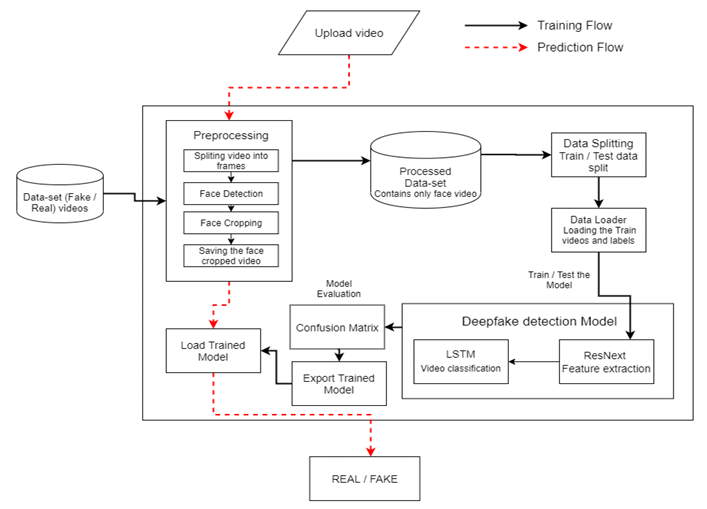 Upload video
Training Flow
Prediction Flow
Preprocessing
Spliting video into
frames
Face Detection
Face Cropping
Saving the face
cropped video
Data-set (Fake /
Real) videos
Processed
Data-set
Contains only face video
Data Splitting
Train / Test data
split
Data Loader
Loading the Train
videos and labels
Train / Test the
Model
Model
Evaluation
Confusion Matrix
Export Trained
Model
Load Trained
Model
Deepfake detection Model
LSTM
Video classification
ResNext
Feature extraction
REAL / FAKE